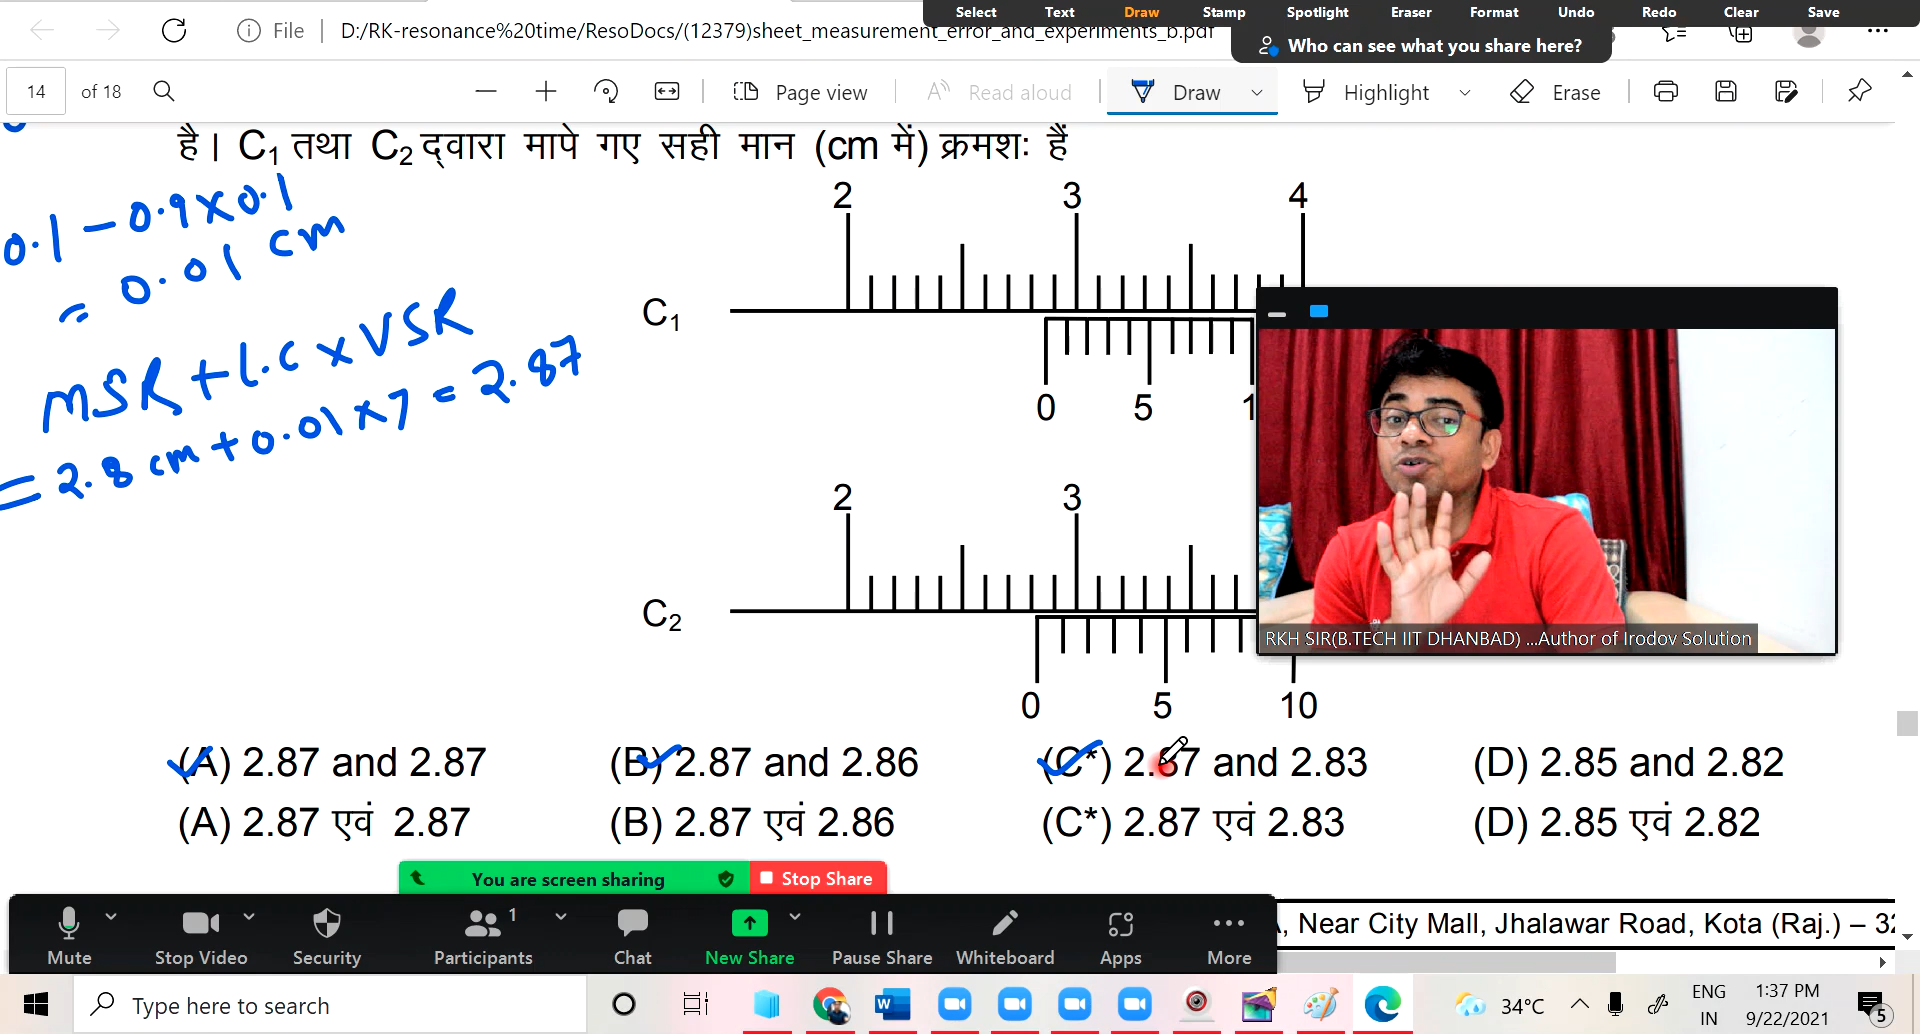 Select Text Draw Stamp Spotlight Eraser Format Undo Redo Clear Save
File D:/RK-resonance%20time/ResoDocs/(12379)sheet_measurement_error_and_experiments_b.pdf
Who can see what you share here?
14 of 18 Page view Read aloud Draw Highlight Erase
है। C1 तथा C2 द्वारा मापे गए सही मान (cm में) क्रमशः हैं
0.1 - 0.9 × 0.1
= 0.01 cm
MSR + L.C × VSR
= 2.8 cm + 0.01 × 7 = 2.87
2 3 4
C1
0 5 1
2 3
C2
0 5 10
RKH SIR(B.TECH IIT DHANBAD) ...Author of Irodov Solution
(A) 2.87 and 2.87 (B) 2.87 and 2.86 (C*) 2.87 and 2.83 (D) 2.85 and 2.82
(A) 2.87 एवं 2.87 (B) 2.87 एवं 2.86 (C*) 2.87 एवं 2.83 (D) 2.85 एवं 2.82
You are screen sharing Stop Share
, Near City Mall, Jhalawar Road, Kota (Raj.) – 32
1
Mute Stop Video Security Participants Chat New Share Pause Share Whiteboard Apps More
Type here to search
34°C ENG 1:37 PM
IN 9/22/2021 5